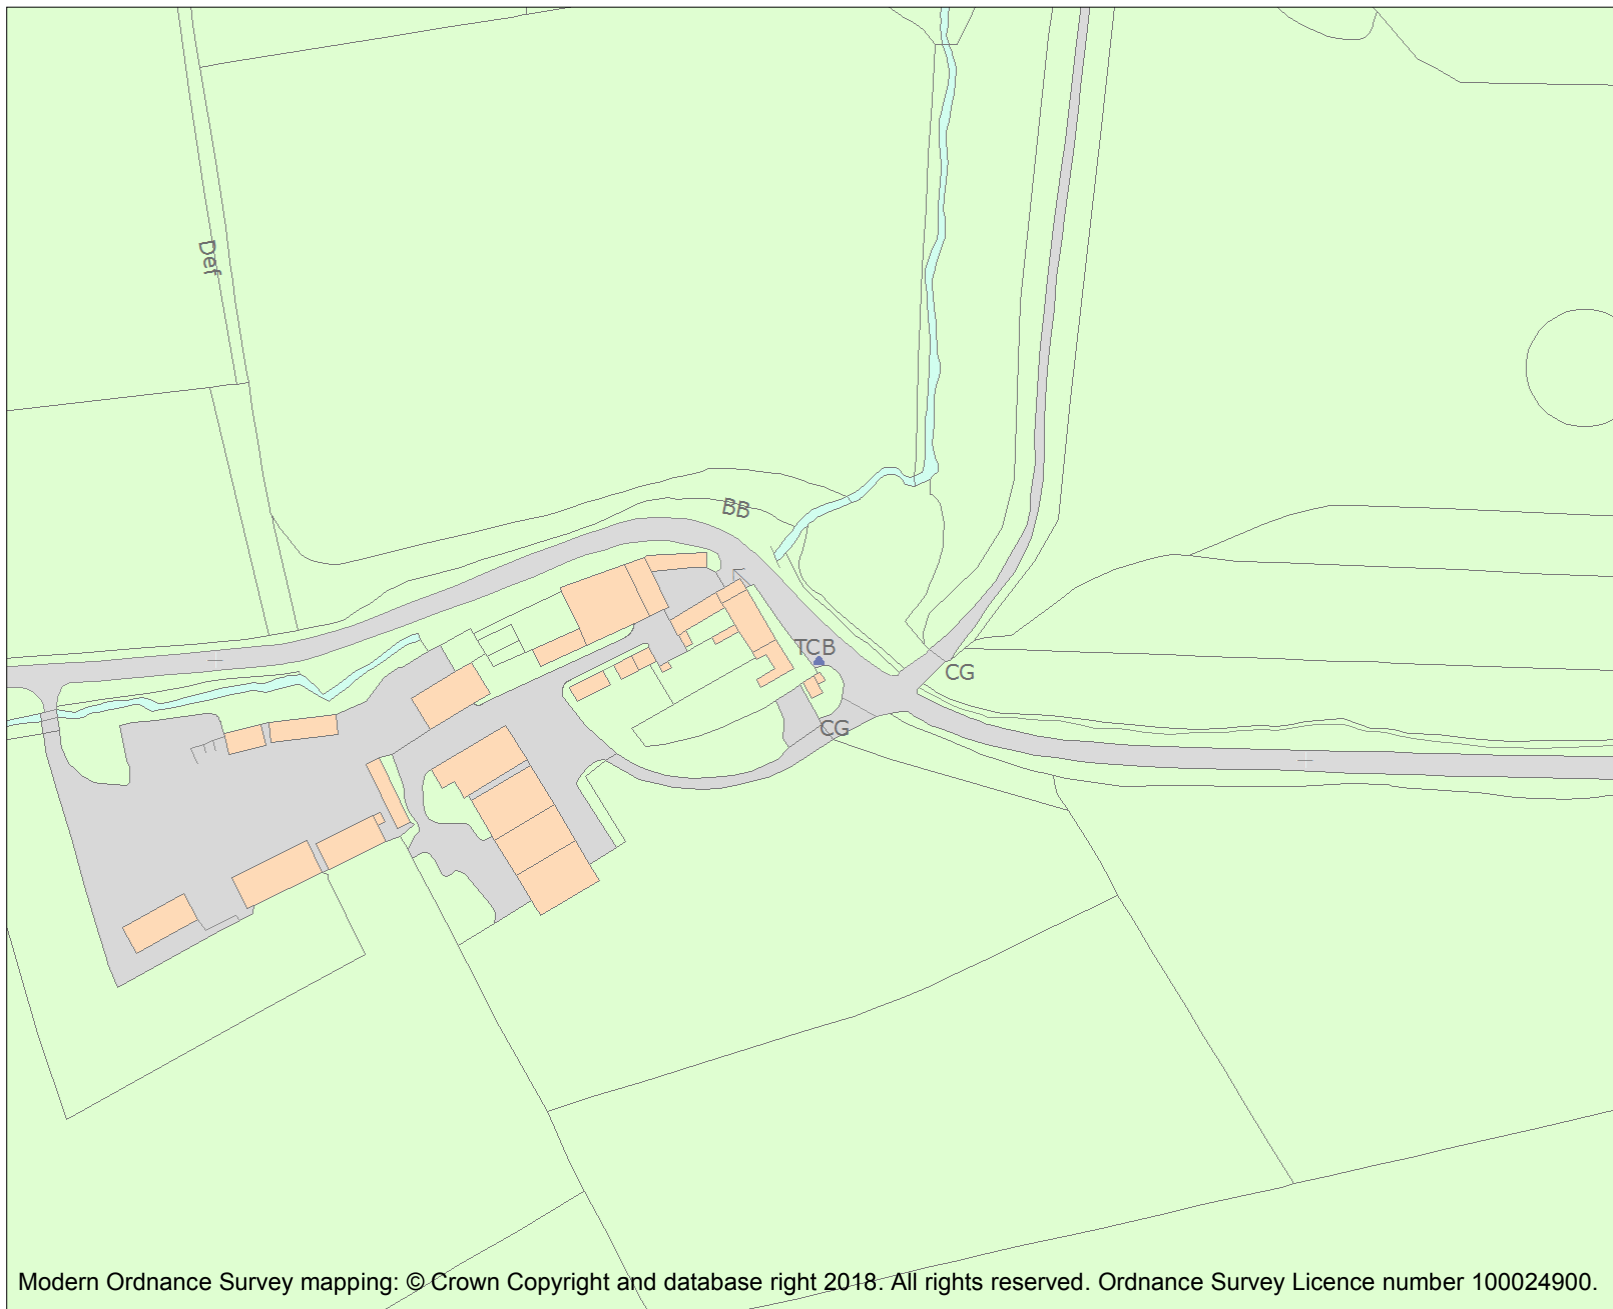 Def
BB
TCB
CG
CG
Modern Ordnance Survey mapping: © Crown Copyright and database right 2018. All rights reserved. Ordnance Survey Licence number 100024900.